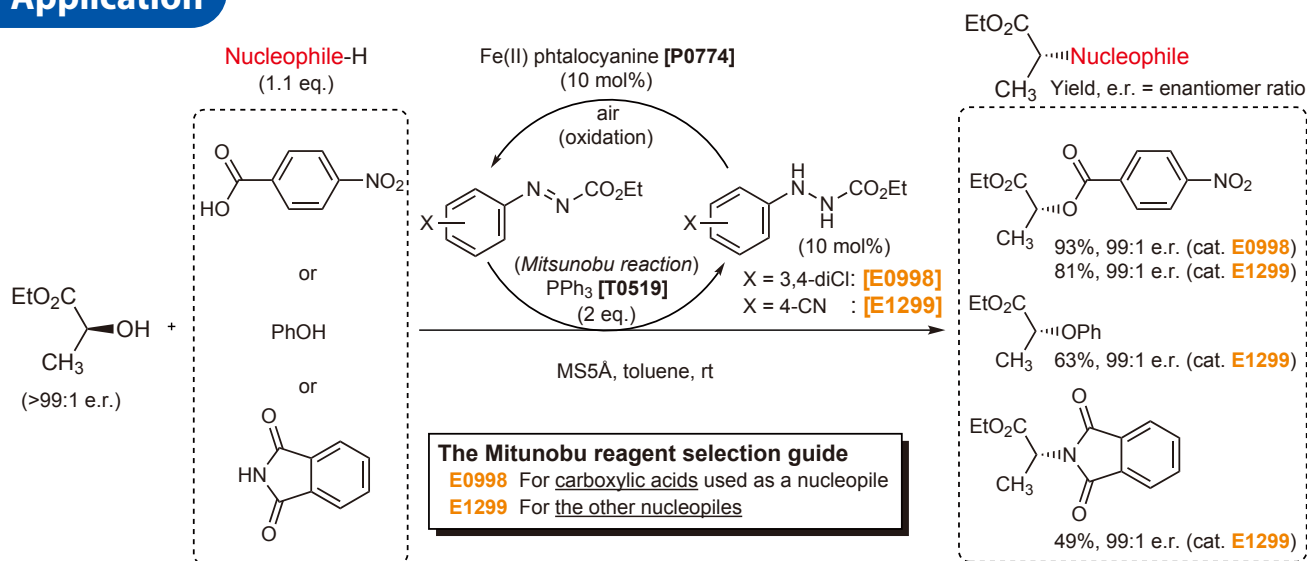 Application
Nucleophile-H
(1.1 eq.)
O
HO
NO2
or
PhOH
or
O
HN
O
EtO2C
OH
CH3
(>99:1 e.r.)
+
Fe(II) phtalocyanine [P0774]
(10 mol%)
air
(oxidation)
X
N
N
CO2Et
X
H
N
N
H
CO2Et
(10 mol%)
(Mitsunobu reaction)
PPh3 [T0519]
(2 eq.)
X = 3,4-diCl: [E0998]
X = 4-CN : [E1299]
MS5Å, toluene, rt
The Mitunobu reagent selection guide
E0998 For carboxylic acids used as a nucleopile
E1299 For the other nucleopiles
EtO2C
Nucleophile
CH3
Yield, e.r. = enantiomer ratio
EtO2C
O
O
CH3
NO2
93%, 99:1 e.r. (cat. E0998)
81%, 99:1 e.r. (cat. E1299)
EtO2C
OPh
CH3
63%, 99:1 e.r. (cat. E1299)
O
EtO2C
N
CH3
O
49%, 99:1 e.r. (cat. E1299)